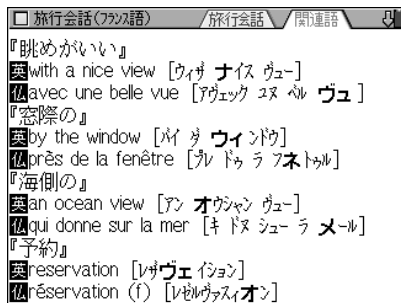 旅行会話(フランス語) 旅行会話 関連語
『眺めがいい』
英with a nice view [ウィザ ナイス ヴュー]
仏avec une belle vue [アヴェック ユヌ ベル ヴュ]
『窓際の』
英by the window [バイ ダ ウィンドウ]
仏près de la fenêtre [プレ ドゥ ラ フネトゥル]
『海側の』
英an ocean view [アン オウシャン ヴュー]
仏qui donne sur la mer [キ ドヌ シュー ラ メール]
『予約』
英reservation [レザヴェイション]
仏réservation (f) [レゼルヴァスィオン]